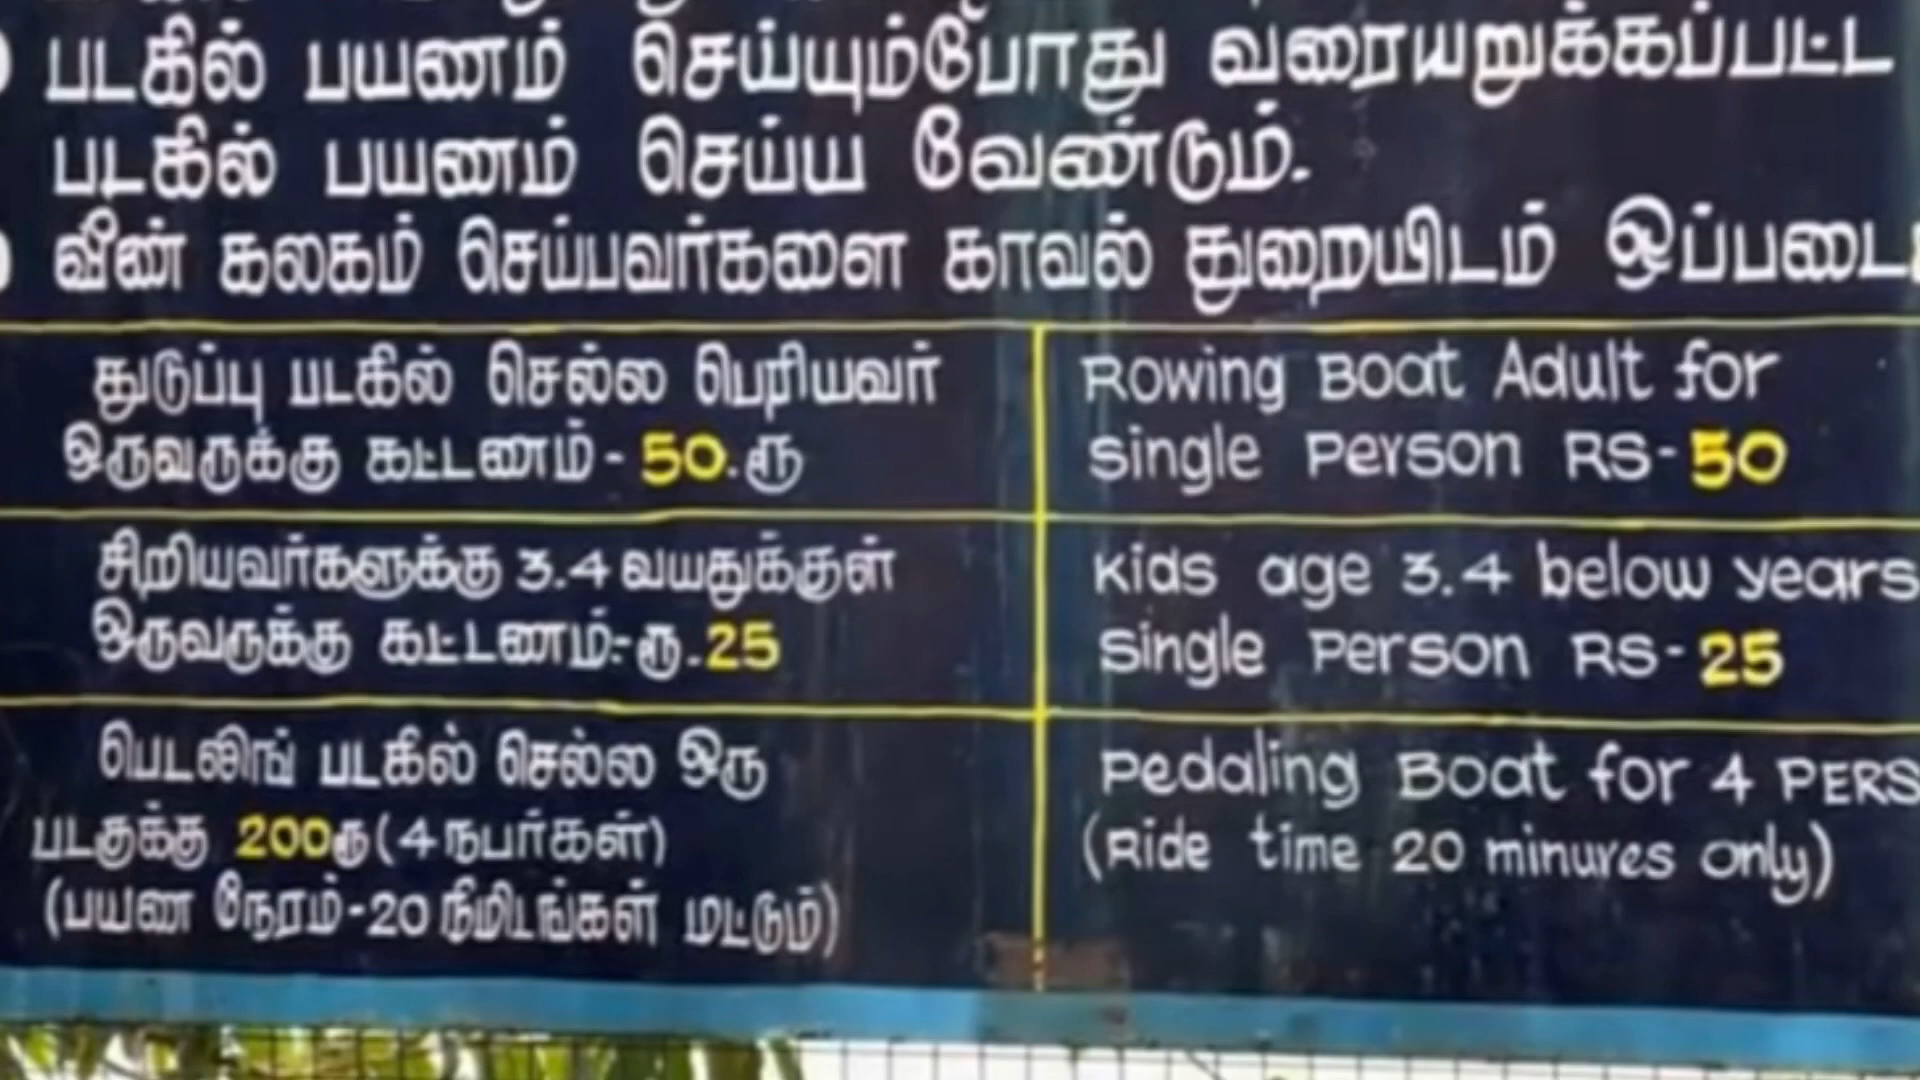 படகில் பயணம் செய்யும்போது வரையறுக்கப்பட்ட
படகில் பயணம் செய்ய வேண்டும்.
வீண் கலகம் செய்பவர்களை காவல் துறையிடம் ஒப்படை
துடுப்பு படகில் செல்ல பெரியவர்
ஒருவருக்கு கட்டணம் - 50.ரூ
Rowing Boat Adult for
single Person RS-50
சிறியவர்களுக்கு 3.4 வயதுக்குள்
ஒருவருக்கு கட்டணம்:-ரூ.25
kids age 3.4 below years
Single Person RS-25
பெடலிங் படகில் செல்ல ஒரு
படகுக்கு 200ரூ(4நபர்கள்)
(பயண நேரம்-20 நிமிடங்கள் மட்டும்)
Pedaling Boat for 4 PERS
(Ride time 20 minures only)